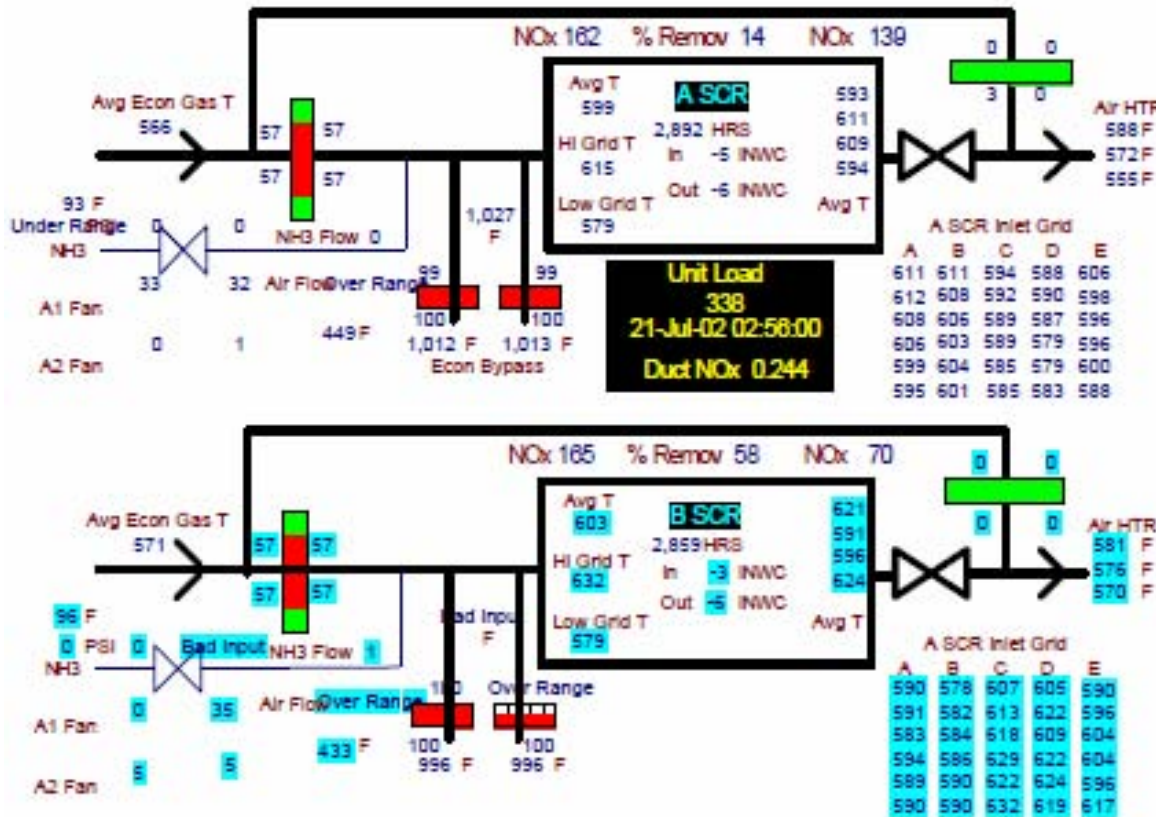 NOx 162 % Remov 14 NOx 139
0 0
Avg Econ Gas T
566
57 57
57 57
Avg T
599
A SCR
2,892 HRS
HI Grid T
615
In -5 INWC
Out -6 INWC
Low Grid T
579
593
611
609
594
Avg T
3 0
Air HTR
588 F
572 F
555 F
93 F
Under Range
0 0
NH3
NH3 Flow 0
1,027
F
33 32 Air Flow Over Range
A1 Fan
449 F
0 1
A2 Fan
99 99
100 100
1,012 F 1,013 F
Econ Bypass
Unit Load
338
21-Jul-02 02:56:00
Duct NOx 0.244
A SCR Inlet Grid
A B C D E
611 611 594 588 606
612 608 592 590 598
608 606 589 587 596
606 603 589 579 596
599 604 585 579 600
595 601 585 583 588
NOx 165 % Remov 58 NOx 70
0 0
Avg Econ Gas T
571
57 57
57 57
Avg T
603
B SCR
2,859 HRS
HI Grid T
632
In -3 INWC
Out -6 INWC
Low Grid T
579
621
591
596
624
Avg T
0 0
Air HTR
581 F
576 F
570 F
96 F
0 PSI 0 Bad Input
NH3
NH3 Flow 1
Bad Input
F
0 35 Air Flow Over Range
A1 Fan
433 F
5 5
A2 Fan
Over Range
100 100
996 F 996 F
A SCR Inlet Grid
A B C D E
590 578 607 605 590
591 582 613 622 596
583 584 618 609 604
594 586 629 622 604
589 590 622 624 596
590 590 632 619 617